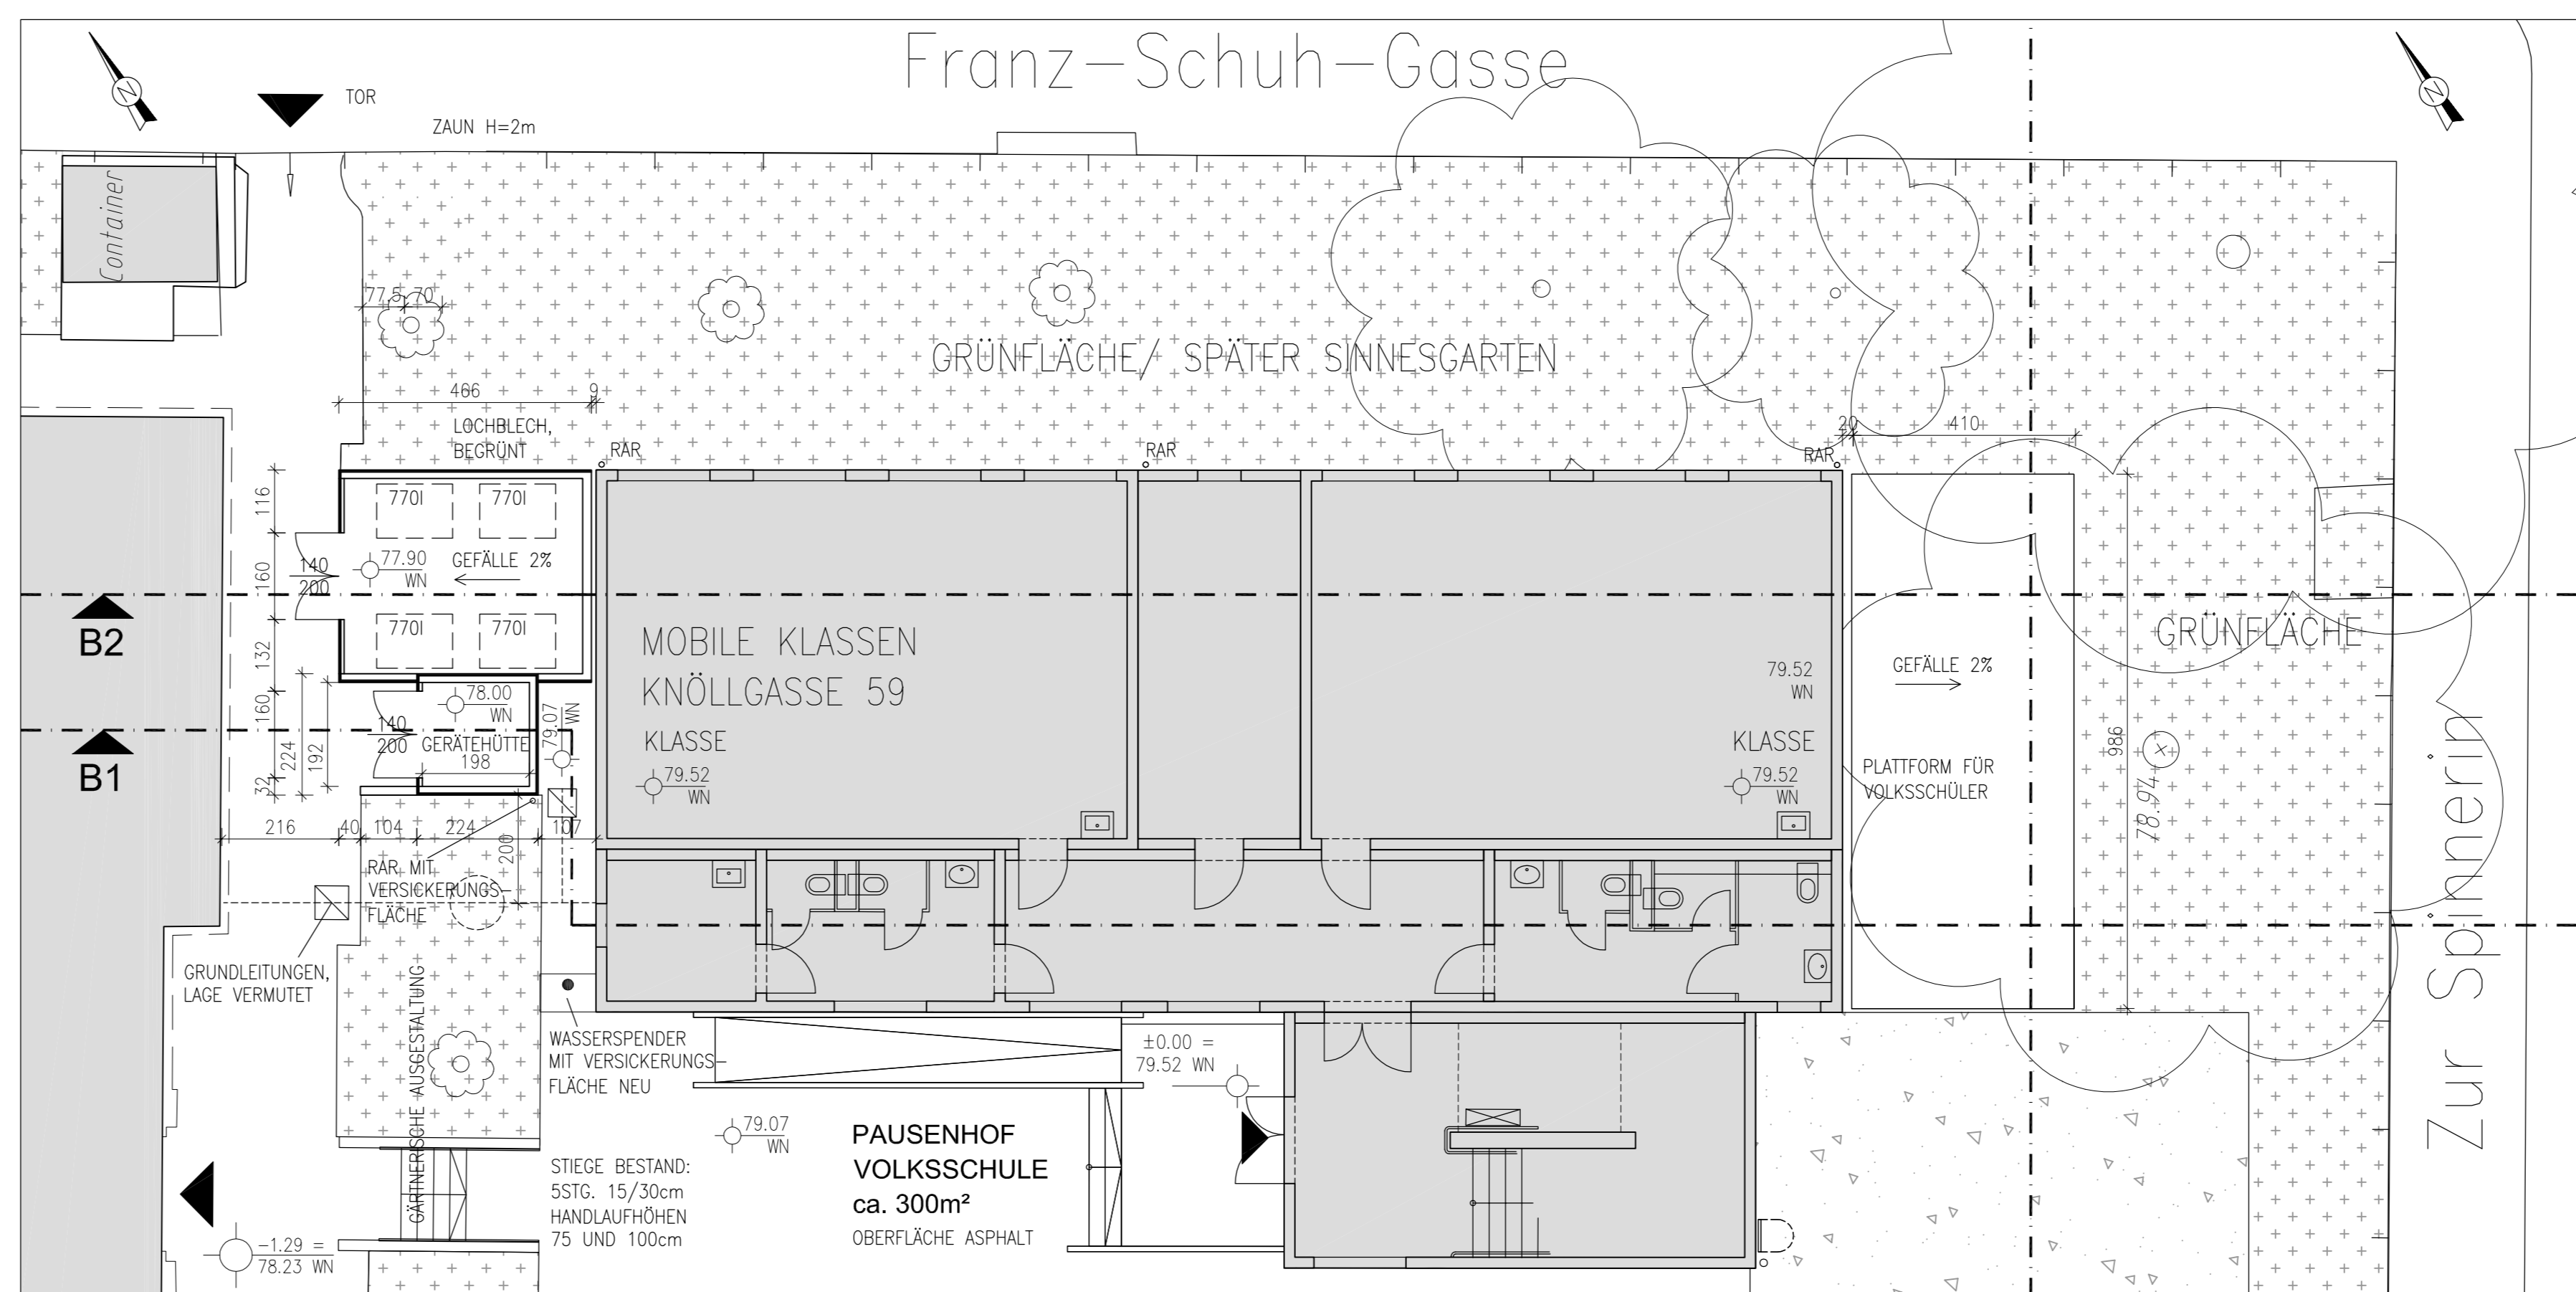 Franz-Schuh-Gasse
N
N
TOR
ZAUN H=2m
Container
77.5
70
GRÜNFLÄCHE/ SPÄTER SINNESGARTEN
466
9
20
410
LOCHBLECH,
BEGRÜNT
RAR
RAR
RAR
116
160
132
160
32
224
192
770l
770l
140
200
77.90
WN
GEFÄLLE 2%
770l
770l
B2
B1
78.00
WN
140
200
GERÄTEHÜTTE
198
79.07
WN
MOBILE KLASSEN
KNÖLLGASSE 59
KLASSE
79.52
WN
79.52
WN
KLASSE
79.52
WN
GEFÄLLE 2%
PLATTFORM FÜR
VOLKSSCHÜLER
986
78.94
GRÜNFLÄCHE
Zur Spinnerin
216
40
104
224
107
200
RAR MIT
VERSICKERUNGS-
FLÄCHE
GRUNDLEITUNGEN,
LAGE VERMUTET
GÄRTNERISCHE AUSGESTALTUNG
WASSERSPENDER
MIT VERSICKERUNGS-
FLÄCHE NEU
±0.00 =
79.52 WN
79.07
WN
PAUSENHOF
VOLKSSCHULE
ca. 300m²
OBERFLÄCHE ASPHALT
STIEGE BESTAND:
5STG. 15/30cm
HANDLAUFHÖHEN
75 UND 100cm
-1.29 =
78.23 WN